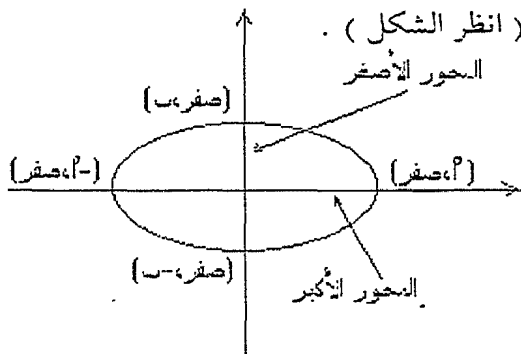 ( انظر الشكل ) .
المحور الأصغر
(صفر،ب)
(-أ،صفر)
(أ،صفر)
(صفر،-ب)
المحور الأكبر